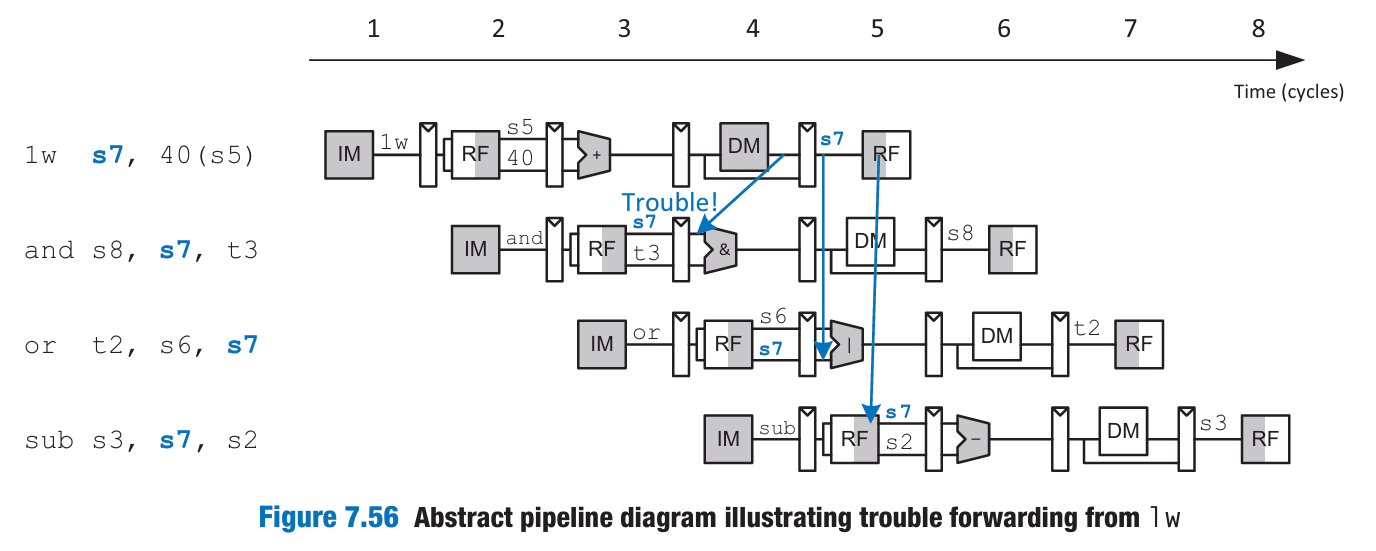 1 2 3 4 5 6 7 8
Time (cycles)
lw s7, 40(s5) IM lw RF s5 40 + DM s7 RF
Trouble!
and s8, s7, t3 IM and RF s7 t3 & DM s8 RF
or t2, s6, s7 IM or RF s6 s7 | DM t2 RF
sub s3, s7, s2 IM sub RF s7 s2 - DM s3 RF
Figure 7.56 Abstract pipeline diagram illustrating trouble forwarding from lw